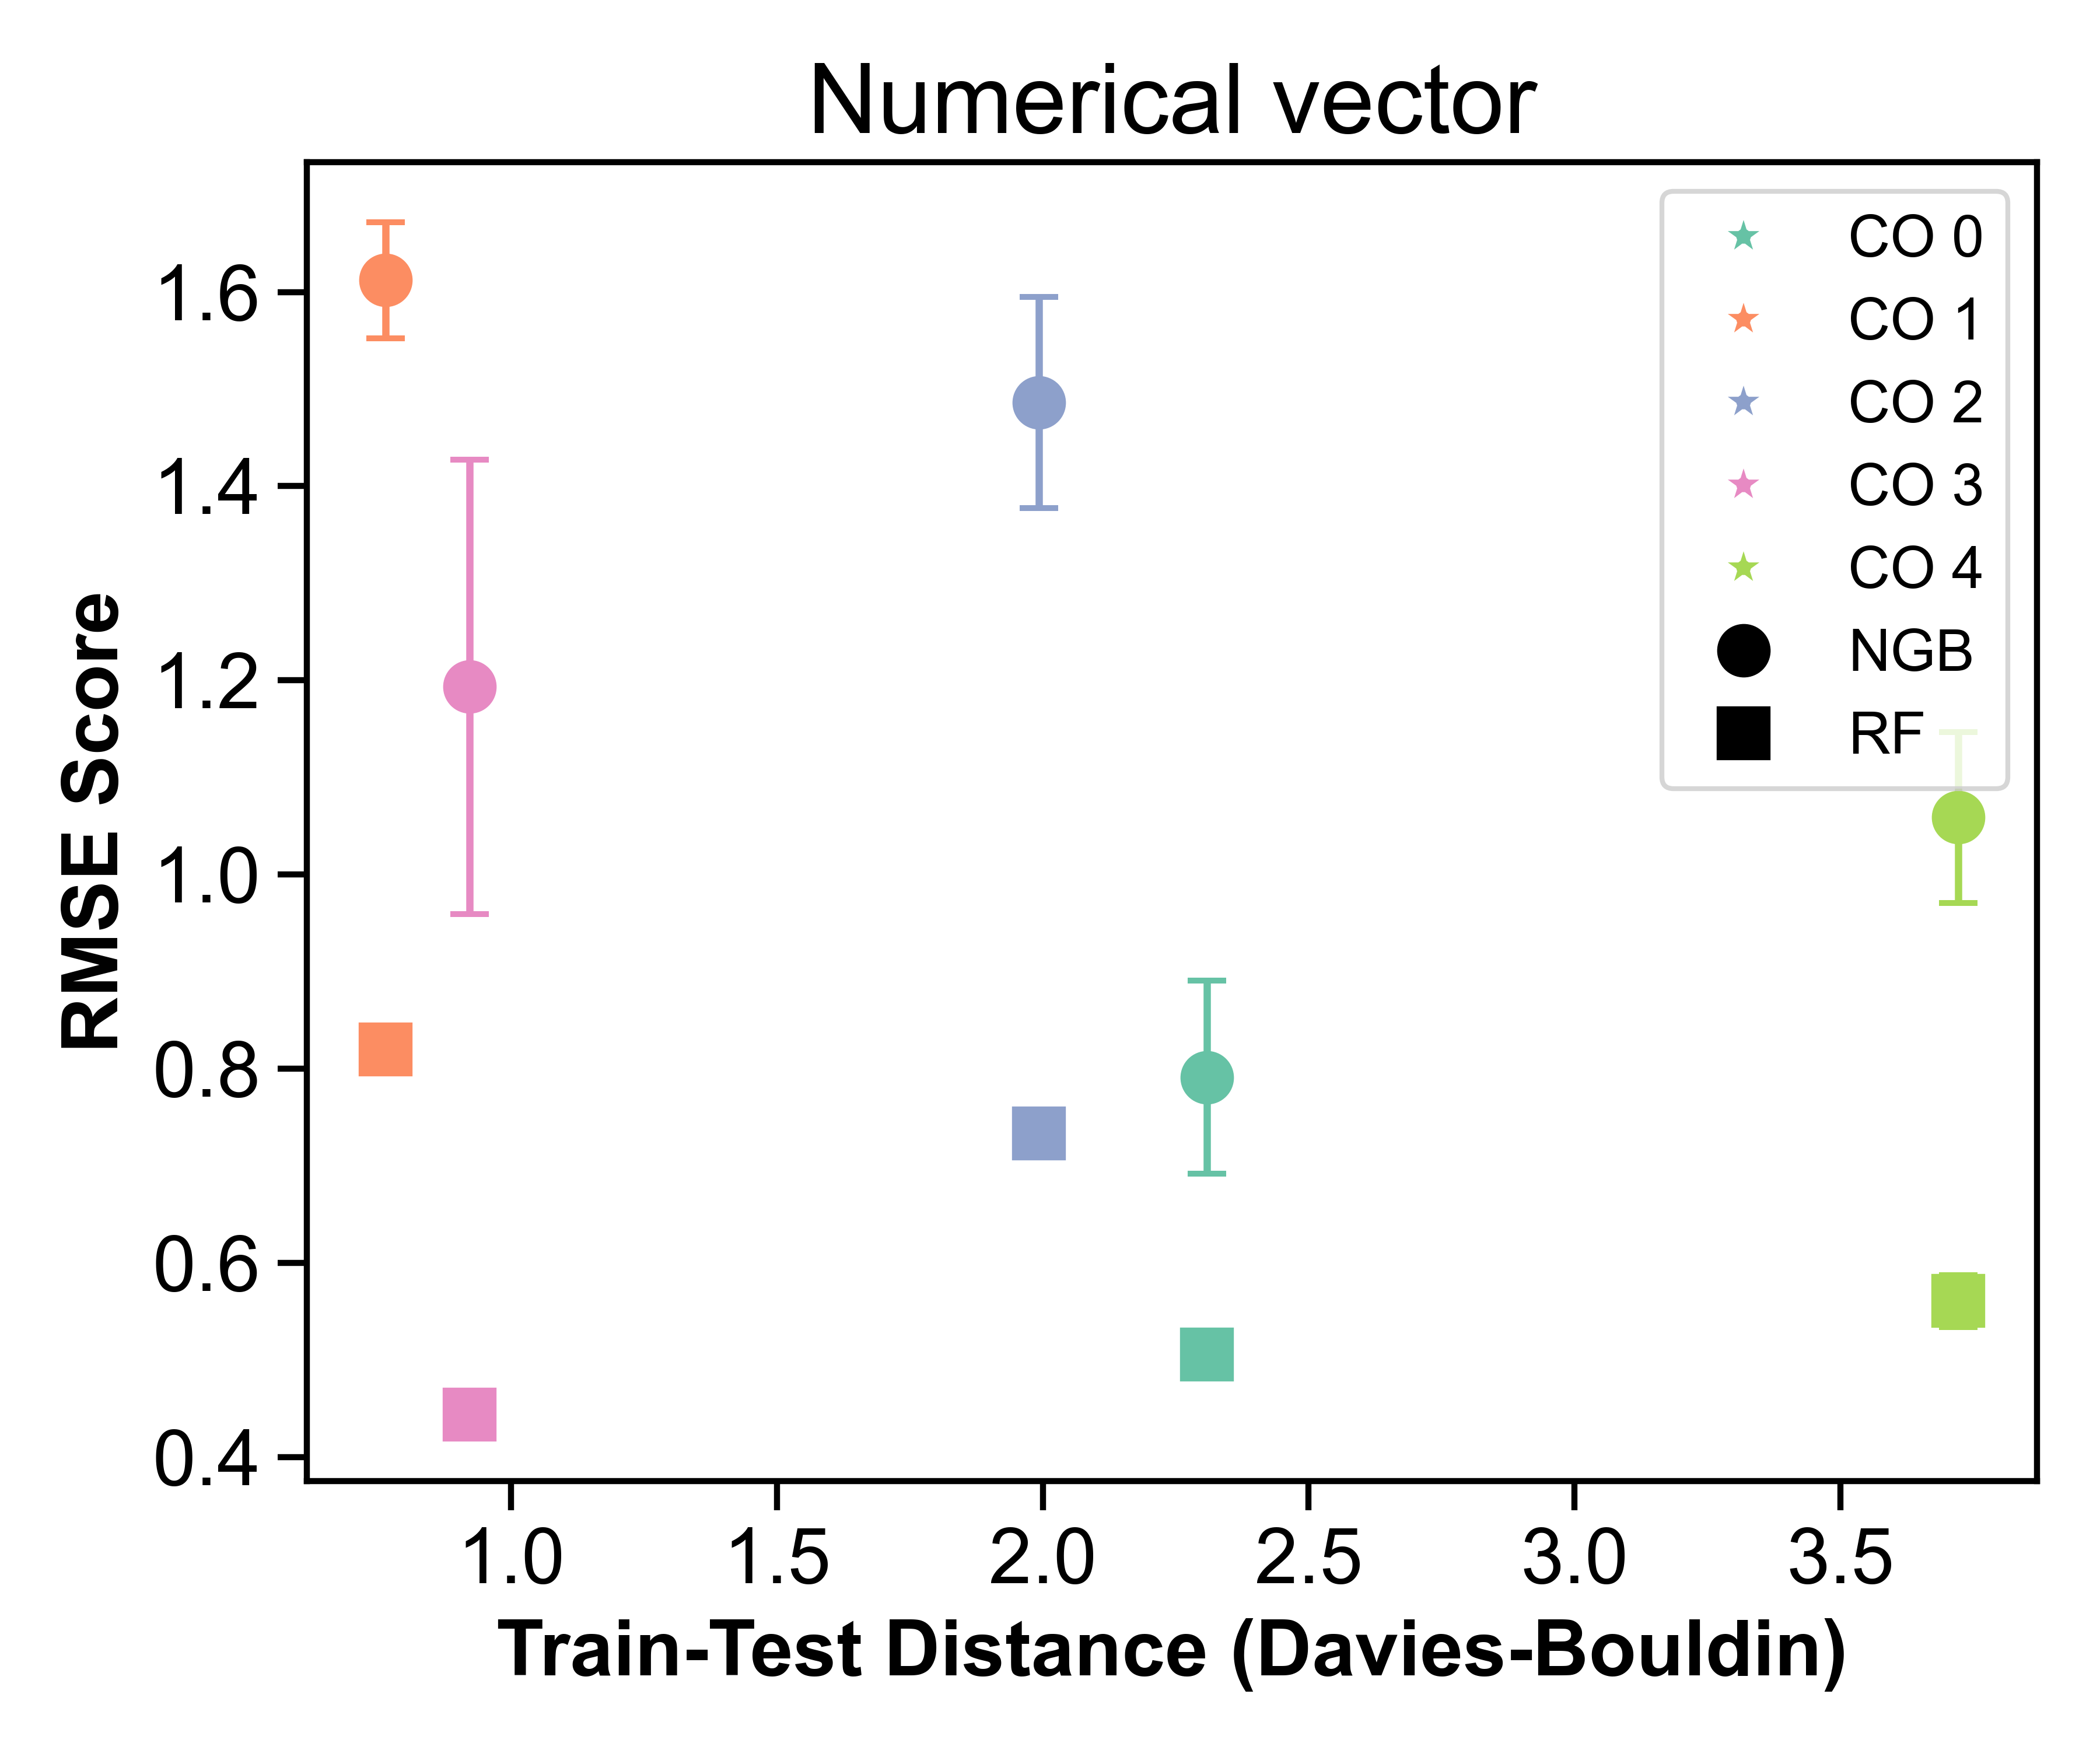 Numerical vector
RMSE Score
1.6
1.4
1.2
1.0
0.8
0.6
0.4
CO 0
CO 1
CO 2
CO 3
CO 4
NGB
RF
1.0 1.5 2.0 2.5 3.0 3.5
Train-Test Distance (Davies-Bouldin)